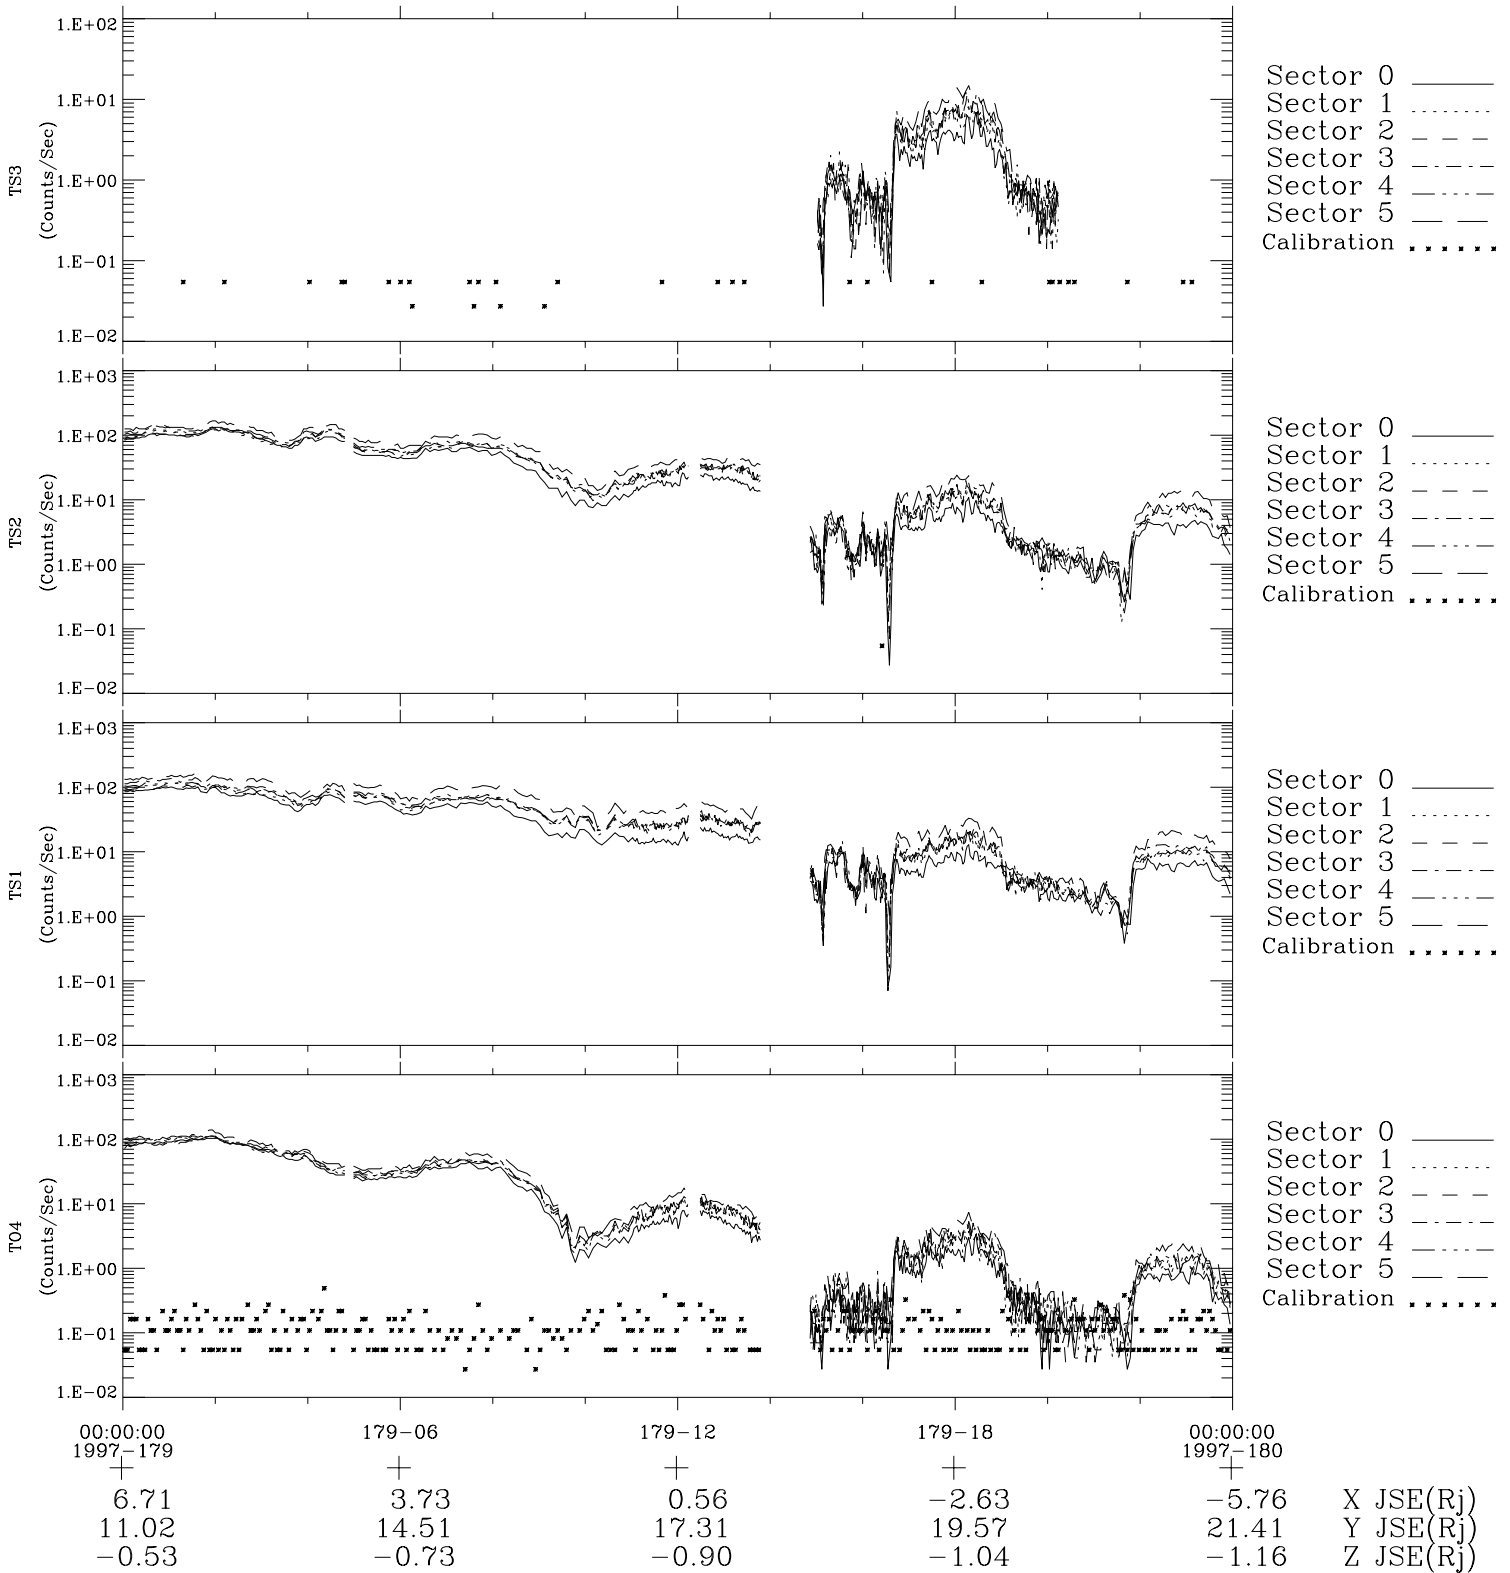 1.E+02
1.E+01
1.E+00
1.E-01
1.E-02
TS3
(Counts/Sec)
Sector 0
Sector 1
Sector 2
Sector 3
Sector 4
Sector 5
Calibration
1.E+03
1.E+02
1.E+01
1.E+00
1.E-01
1.E-02
TS2
(Counts/Sec)
Sector 0
Sector 1
Sector 2
Sector 3
Sector 4
Sector 5
Calibration
1.E+03
1.E+02
1.E+01
1.E+00
1.E-01
1.E-02
TS1
(Counts/Sec)
Sector 0
Sector 1
Sector 2
Sector 3
Sector 4
Sector 5
Calibration
1.E+03
1.E+02
1.E+01
1.E+00
1.E-01
1.E-02
TO4
(Counts/Sec)
Sector 0
Sector 1
Sector 2
Sector 3
Sector 4
Sector 5
Calibration
00:00:00 179-06 179-12 179-18 00:00:00
1997-179 1997-180
6.71 3.73 0.56 -2.63 -5.76 X JSE(Rj)
11.02 14.51 17.31 19.57 21.41 Y JSE(Rj)
-0.53 -0.73 -0.90 -1.04 -1.16 Z JSE(Rj)